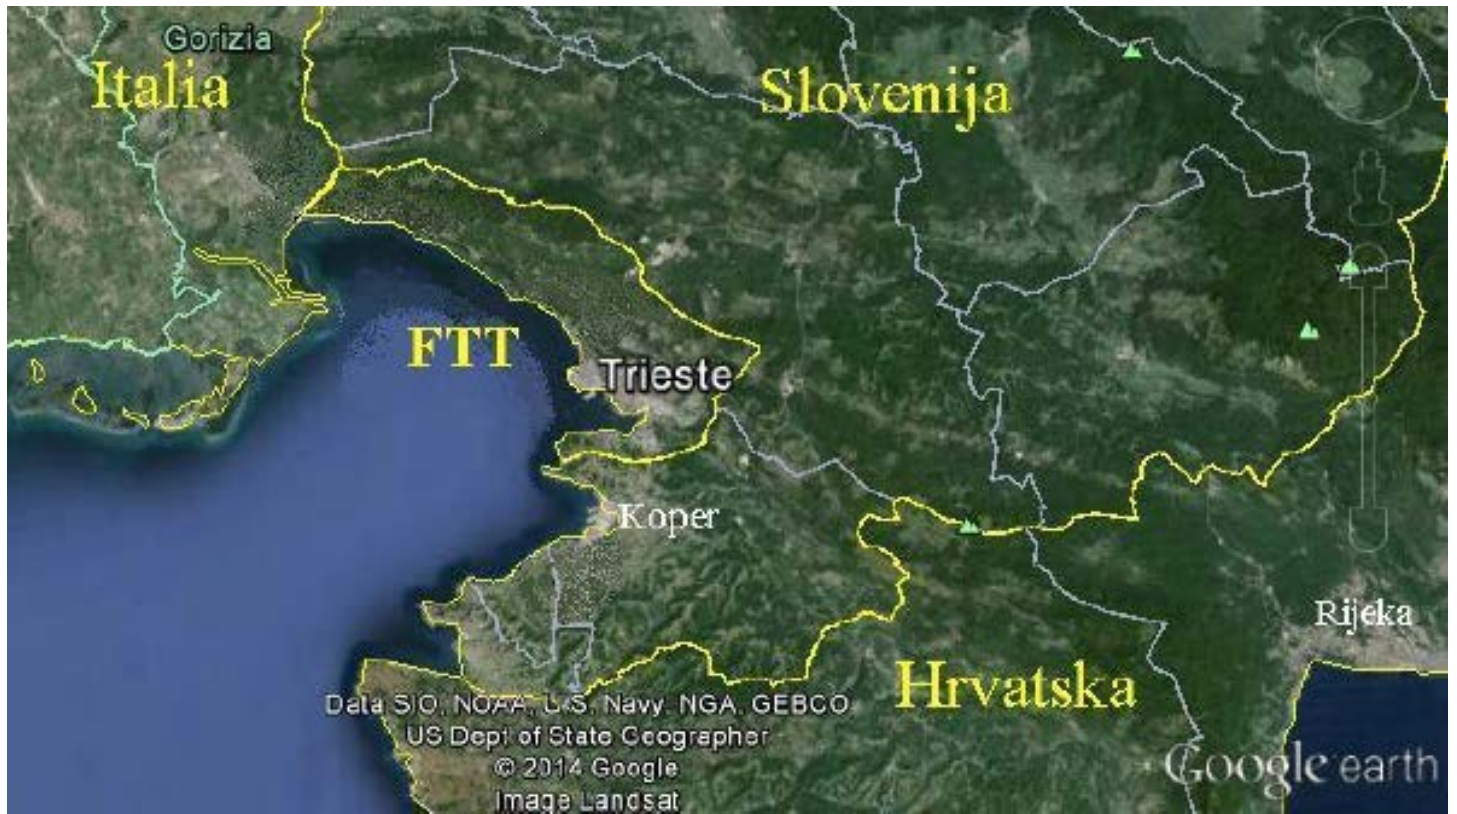 Gorizia
Italia
Slovenija
FTT
Trieste
Koper
Rijeka
Hrvatska
Data SIO, NOAA, U.S. Navy, NGA, GEBCO
US Dept of State Geographer
© 2014 Google
Image Landsat
Google earth